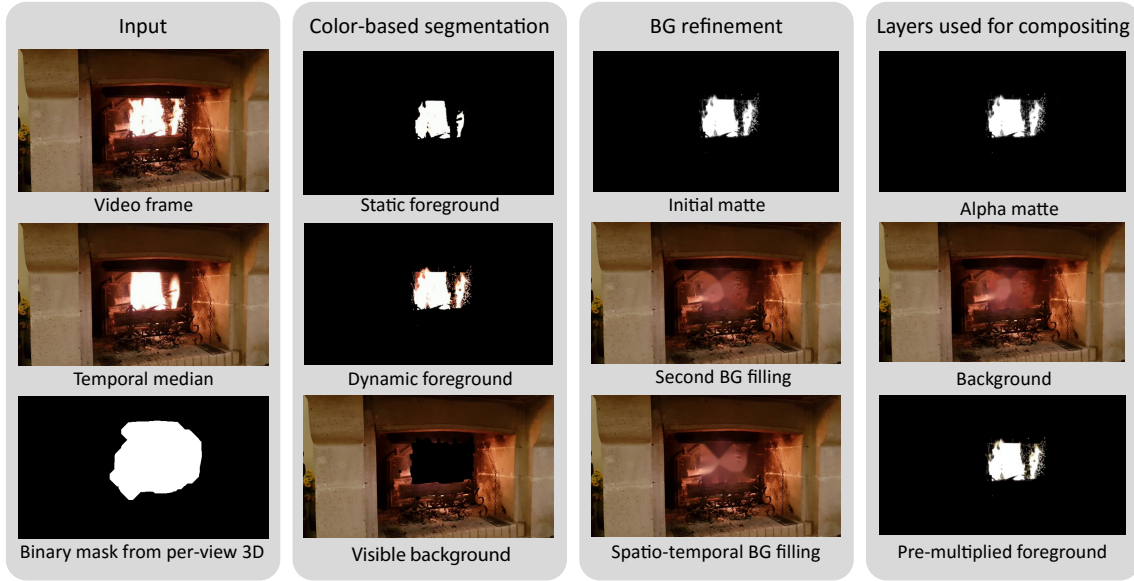 Input
Video frame
Temporal median
Binary mask from per-view 3D
Color-based segmentation
Static foreground
Dynamic foreground
Visible background
BG refinement
Initial matte
Second BG filling
Spatio-temporal BG filling
Layers used for compositing
Alpha matte
Background
Pre-multiplied foreground